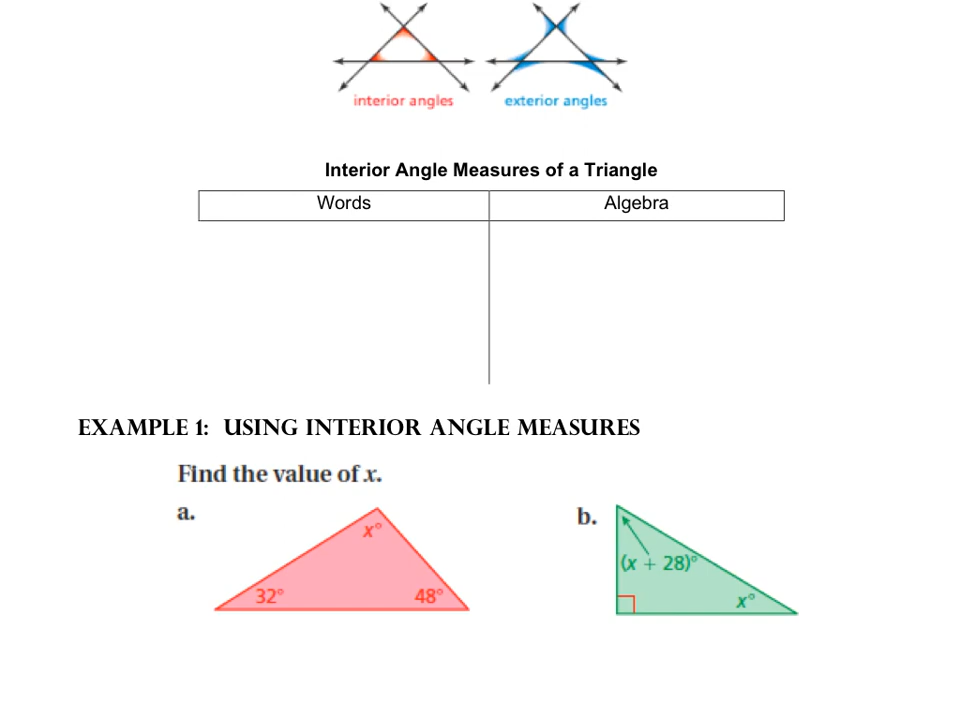 interior angles exterior angles
Interior Angle Measures of a Triangle
Words Algebra
EXAMPLE 1: USING INTERIOR ANGLE MEASURES
Find the value of x.
a. b.
x°
32° 48°
(x + 28)°
x°